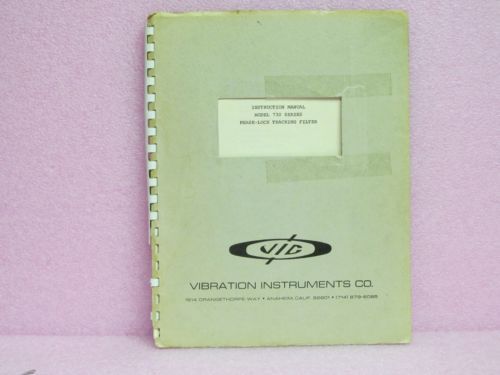 INSTRUCTION MANUAL
MODEL 730 SERIES
PHASE-LOCK TRACKING FILTER
VIC
VIBRATION INSTRUMENTS CO.
1614 ORANGETHORPE WAY • ANAHEIM, CALIF. 92801 • (714) 879-6085